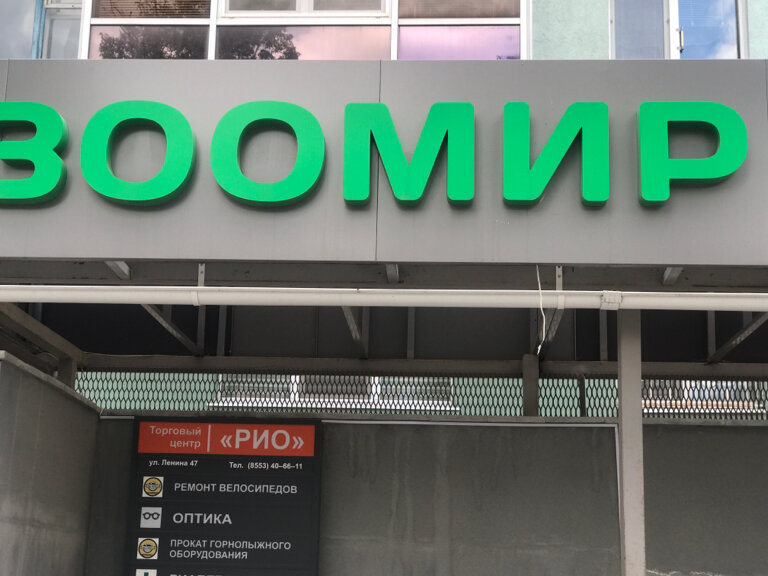 ЗООМИР
Торговый центр «РИО»
ул. Ленина 47 Тел. (8553) 40–66–11
РЕМОНТ ВЕЛОСИПЕДОВ
ОПТИКА
ПРОКАТ ГОРНОЛЫЖНОГО
ОБОРУДОВАНИЯ